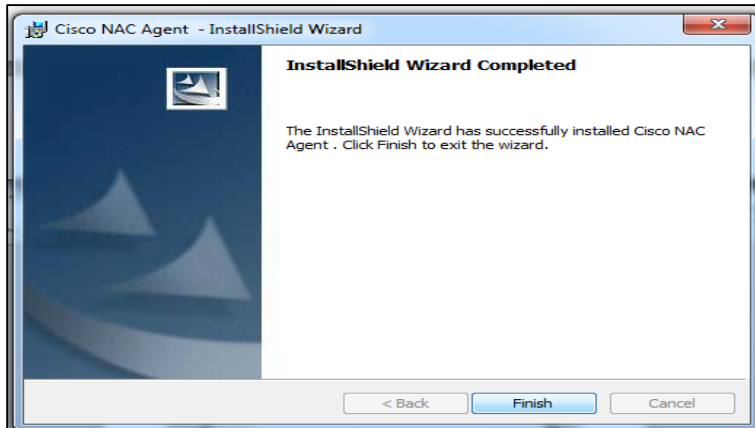 Cisco NAC Agent - InstallShield Wizard
InstallShield Wizard Completed
The InstallShield Wizard has successfully installed Cisco NAC
Agent . Click Finish to exit the wizard.
< Back Finish Cancel